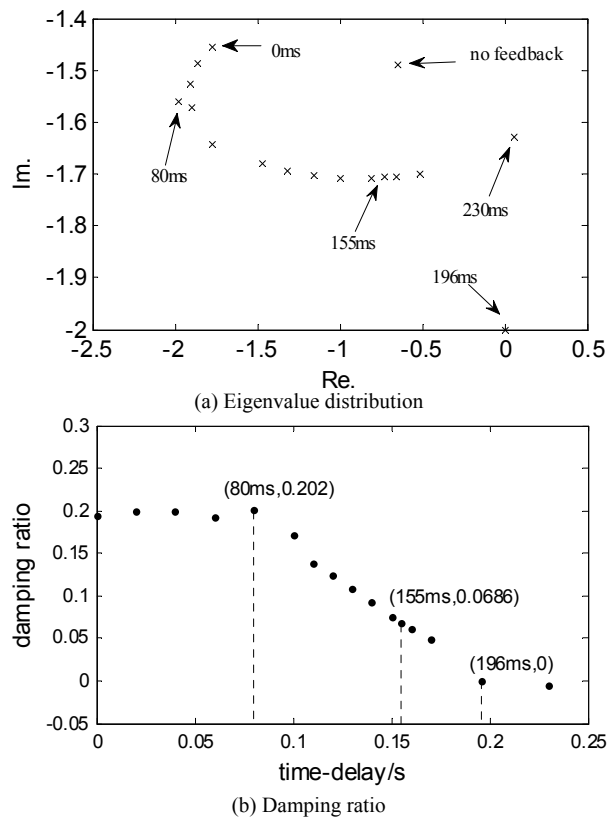 -1.4
0ms
no feedback
-1.5
-1.6
80ms
Im.
-1.7
155ms
230ms
-1.8
196ms
-1.9
-2
-2.5 -2 -1.5 -1 -0.5 0 0.5
Re.
(a) Eigenvalue distribution
0.3
0.25
(80ms,0.202)
0.2
damping ratio
0.15
(155ms,0.0686)
0.1
0.05
(196ms,0)
0
-0.05
0 0.05 0.1 0.15 0.2 0.25
time-delay/s
(b) Damping ratio